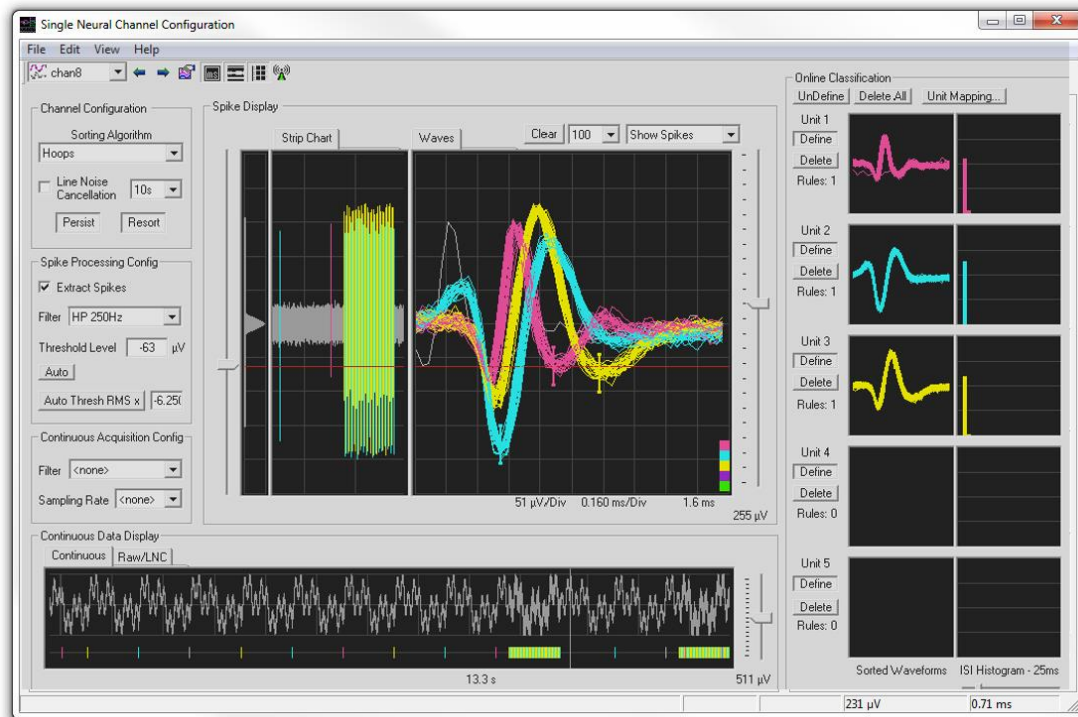 Single Neural Channel Configuration
File Edit View Help
chan8
Channel Configuration
Sorting Algorithm
Hoops
Line Noise
Cancellation
10s
Persist Resort
Spike Processing Config
Extract Spikes
Filter HP 250Hz
Threshold Level -63 µV
Auto
Auto Thresh RMS x -6.250
Continuous Acquisition Config
Filter <none>
Sampling Rate <none>
Spike Display
Strip Chart
Waves
Clear 100 Show Spikes
51 µV/Div 0.160 ms/Div 1.6 ms
255 µV
Continuous Data Display
Continuous Raw/LNC
13.3 s
511 µV
Online Classification
UnDefine Delete All Unit Mapping...
Unit 1
Define
Delete
Rules: 1
Unit 2
Define
Delete
Rules: 1
Unit 3
Define
Delete
Rules: 1
Unit 4
Define
Delete
Rules: 0
Unit 5
Define
Delete
Rules: 0
Sorted Waveforms ISI Histogram - 25ms
231 µV 0.71 ms